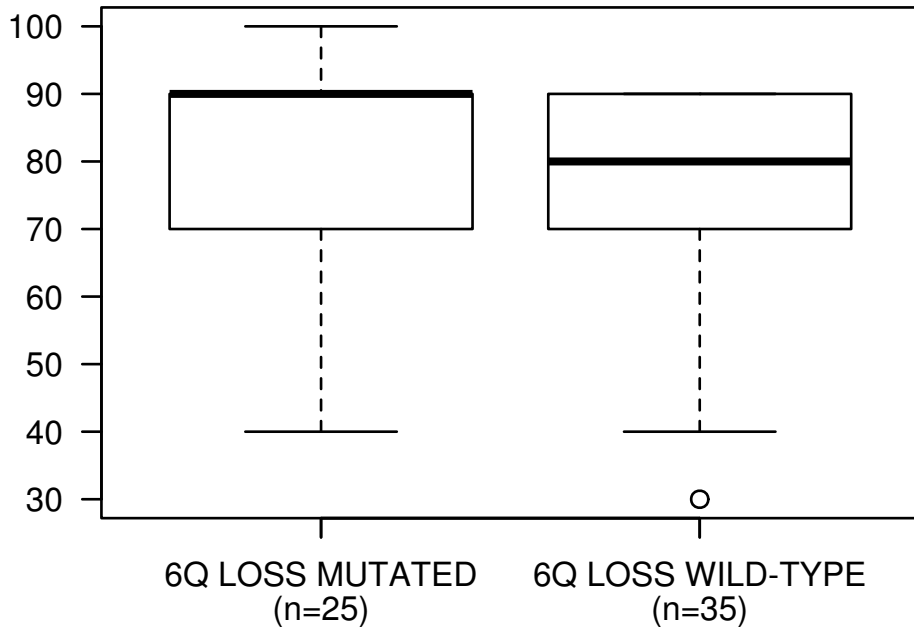 100
90
80
70
60
50
40
30
6Q LOSS MUTATED
(n=25)
6Q LOSS WILD-TYPE
(n=35)